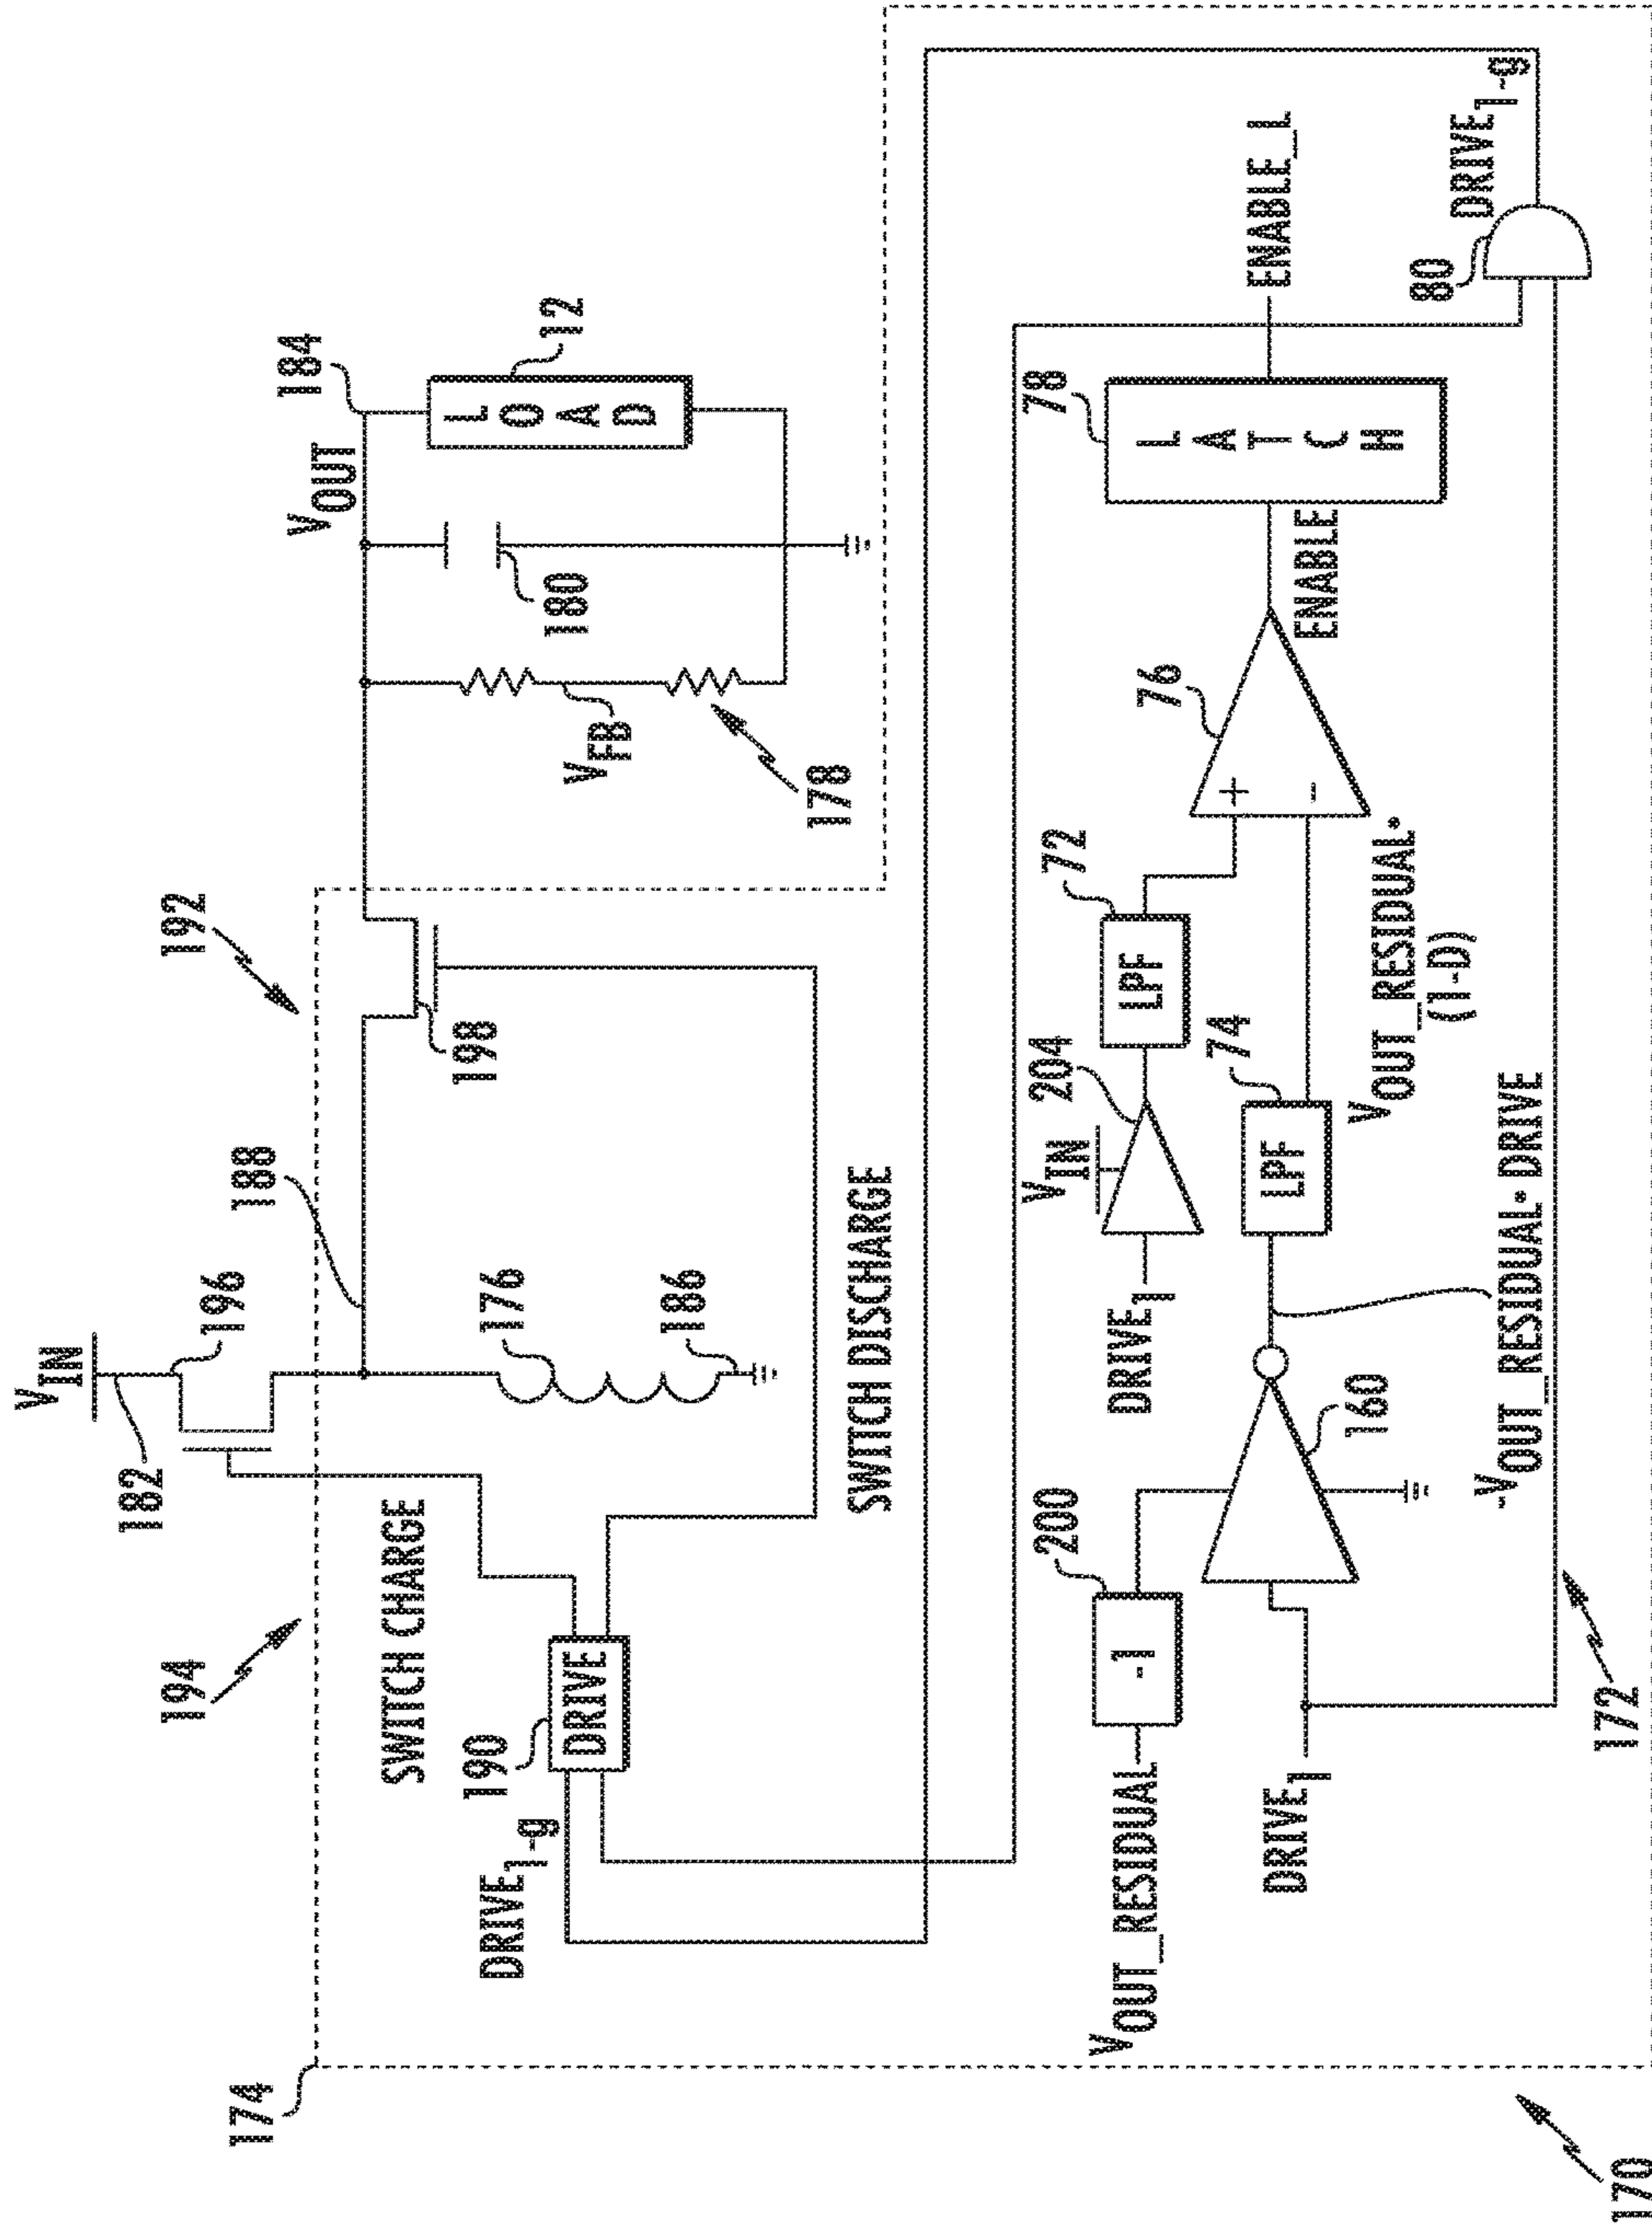 174
194
192
V_IN
182
196
188
184
V_OUT
SWITCH CHARGE
176
198
186
V_FB
180
LOAD
12
190
DRIVE
178
DRIVE_1-g
SWITCH DISCHARGE
V_OUT_RESIDUAL
200
-1
DRIVE_1
V_IN
204
LPF
72
76
+
-
78
LATCH
ENABLE
ENABLE_L
DRIVE_1
160
LPF
74
V_OUT_RESIDUAL•
(1-D)
80
DRIVE_1-g
-V_OUT_RESIDUAL•DRIVE
172
170